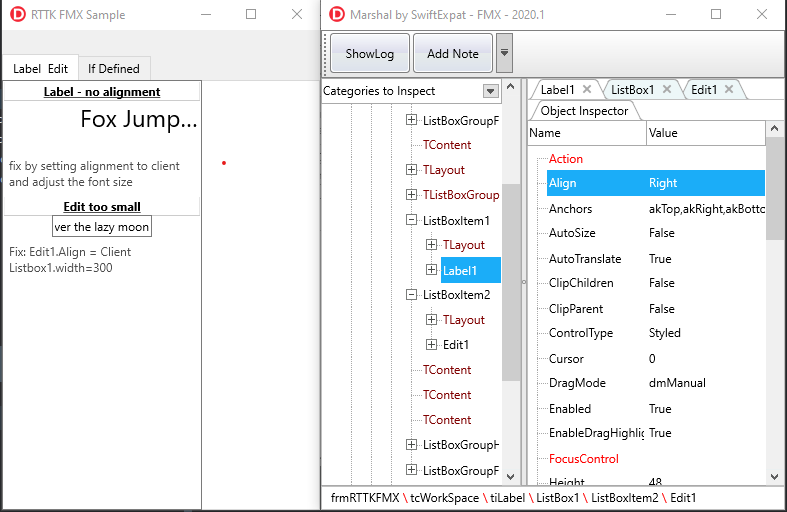 RTTK FMX Sample
Label Edit
If Defined
Label - no alignment
Fox Jump...
fix by setting alignment to client
and adjust the font size
Edit too small
ver the lazy moon
Fix: Edit1.Align = Client
Listbox1.width=300
Marshal by SwiftExpat - FMX - 2020.1
ShowLog
Add Note
Categories to Inspect
ListBoxGroupF
TContent
TLayout
TListBoxGroup
ListBoxItem1
TLayout
Label1
ListBoxItem2
TLayout
Edit1
TContent
TContent
TContent
ListBoxGroupH
ListBoxGroupF
Label1
ListBox1
Edit1
Object Inspector
Name Value
Action
Align Right
Anchors akTop,akRight,akBotto
AutoSize False
AutoTranslate True
ClipChildren False
ClipParent False
ControlType Styled
Cursor 0
DragMode dmManual
Enabled True
EnableDragHighlig True
FocusControl
Height 48
frmRTTKFMX \ tcWorkSpace \ tiLabel \ ListBox1 \ ListBoxItem2 \ Edit1